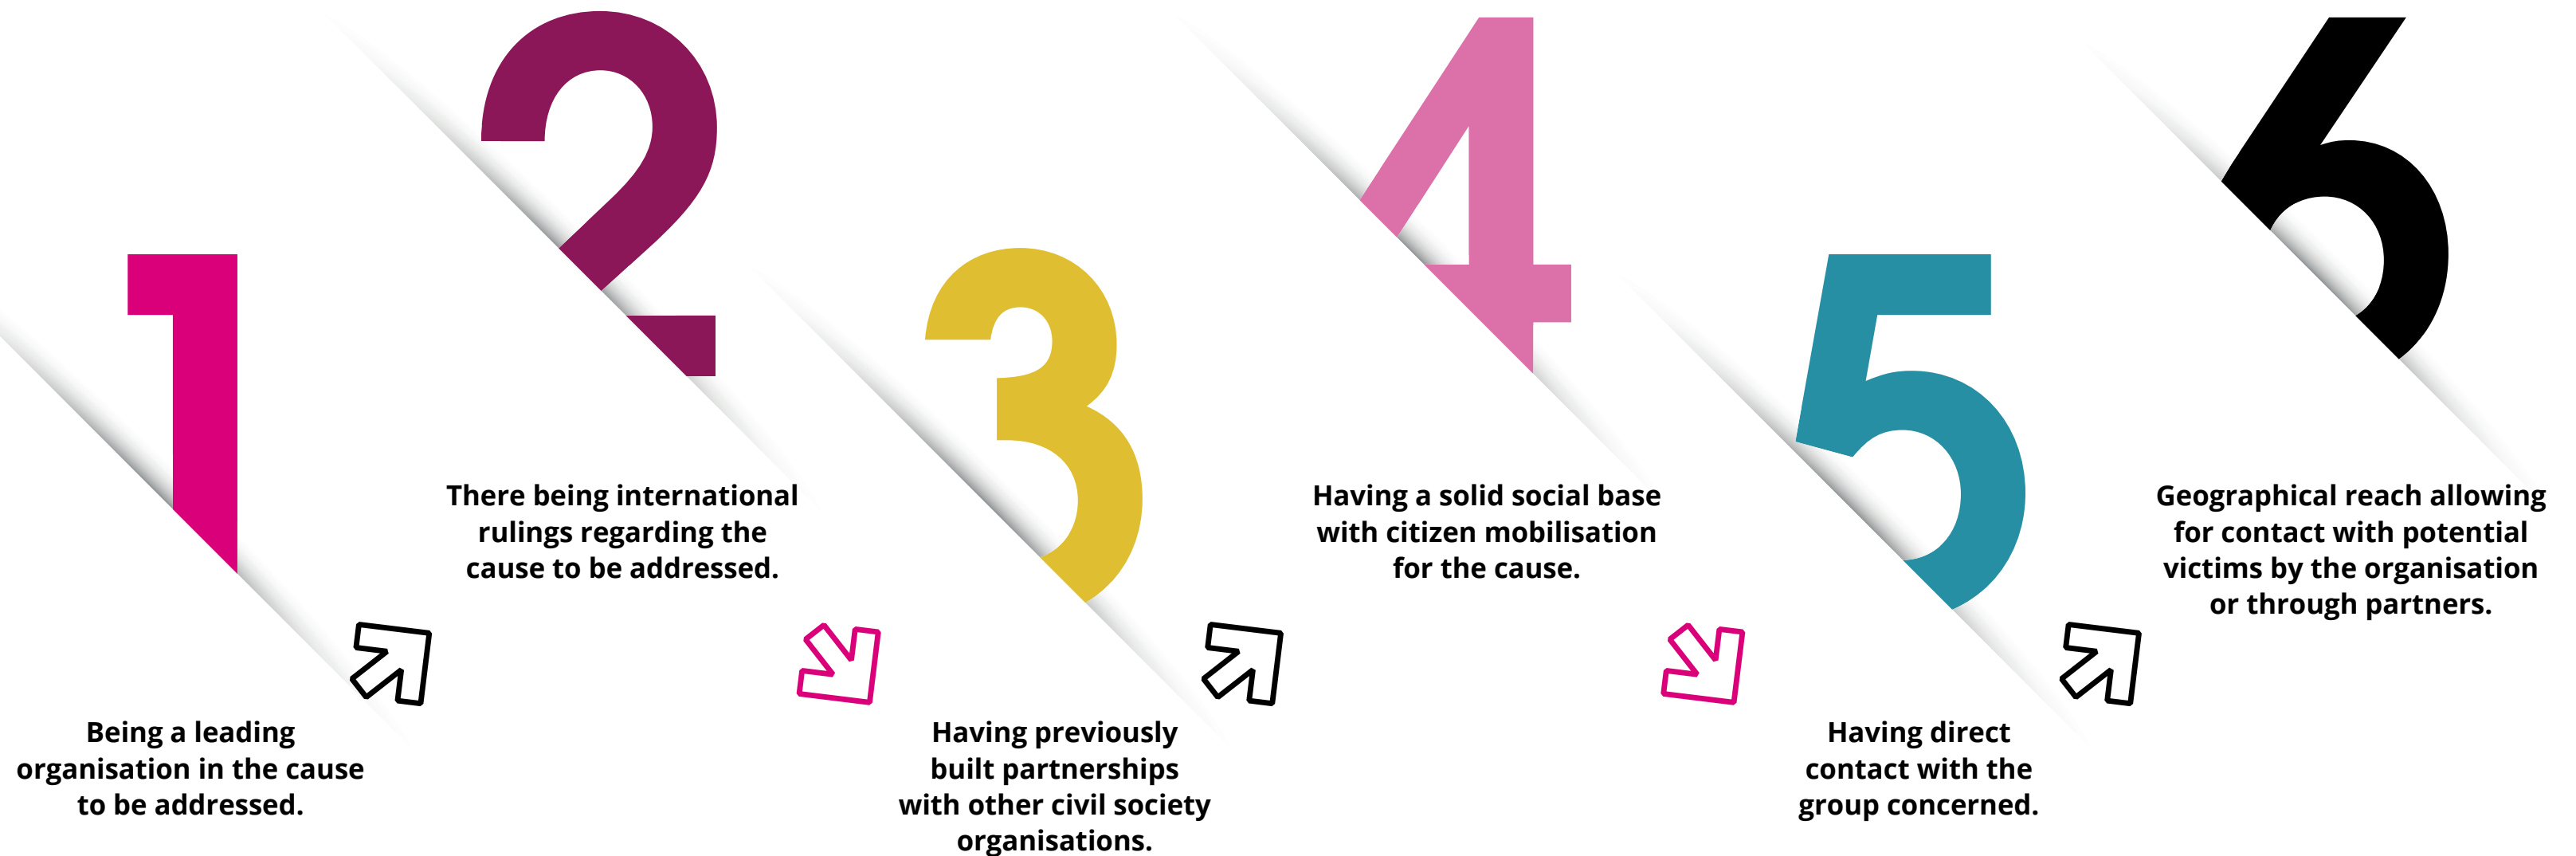 1
Being a leading
organisation in the cause
to be addressed.
2
There being international
rulings regarding the
cause to be addressed.
3
Having previously
built partnerships
with other civil society
organisations.
4
Having a solid social base
with citizen mobilisation
for the cause.
5
Having direct
contact with the
group concerned.
6
Geographical reach allowing
for contact with potential
victims by the organisation
or through partners.